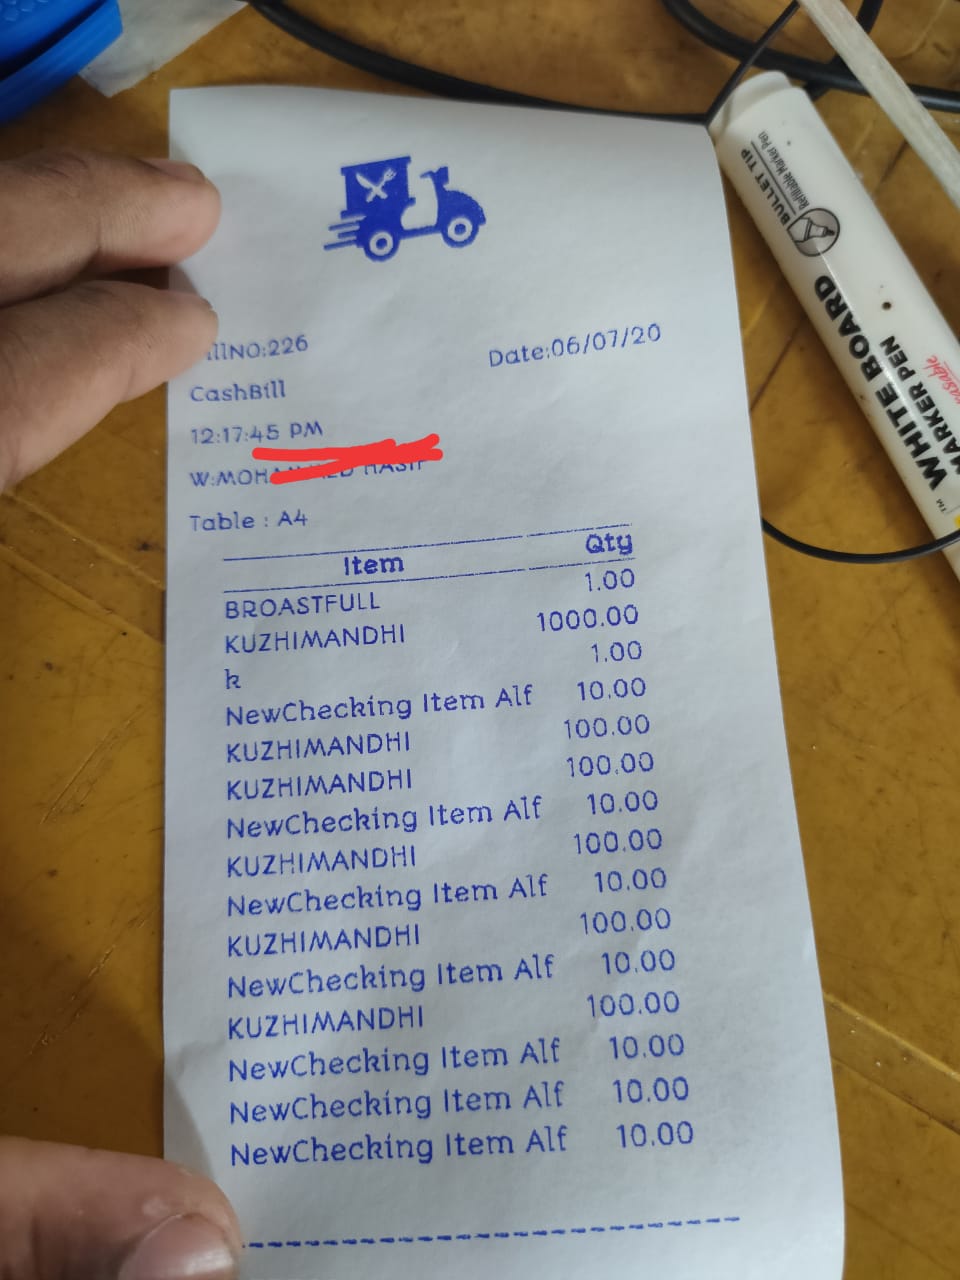 illNO:226
Date:06/07/20
CashBill
12:17:45 PM
W:MOH
Table : A4
Item Qty
BROASTFULL 1.00
KUZHIMANDHI 1000.00
k 1.00
NewChecking Item Alf 10.00
KUZHIMANDHI 100.00
KUZHIMANDHI 100.00
NewChecking Item Alf 10.00
KUZHIMANDHI 100.00
NewChecking Item Alf 10.00
KUZHIMANDHI 100.00
NewChecking Item Alf 10.00
KUZHIMANDHI 100.00
NewChecking Item Alf 10.00
NewChecking Item Alf 10.00
NewChecking Item Alf 10.00
BULLET TIP
Refillable Marker Pen
WHITE BOARD
MARKER PEN
TM